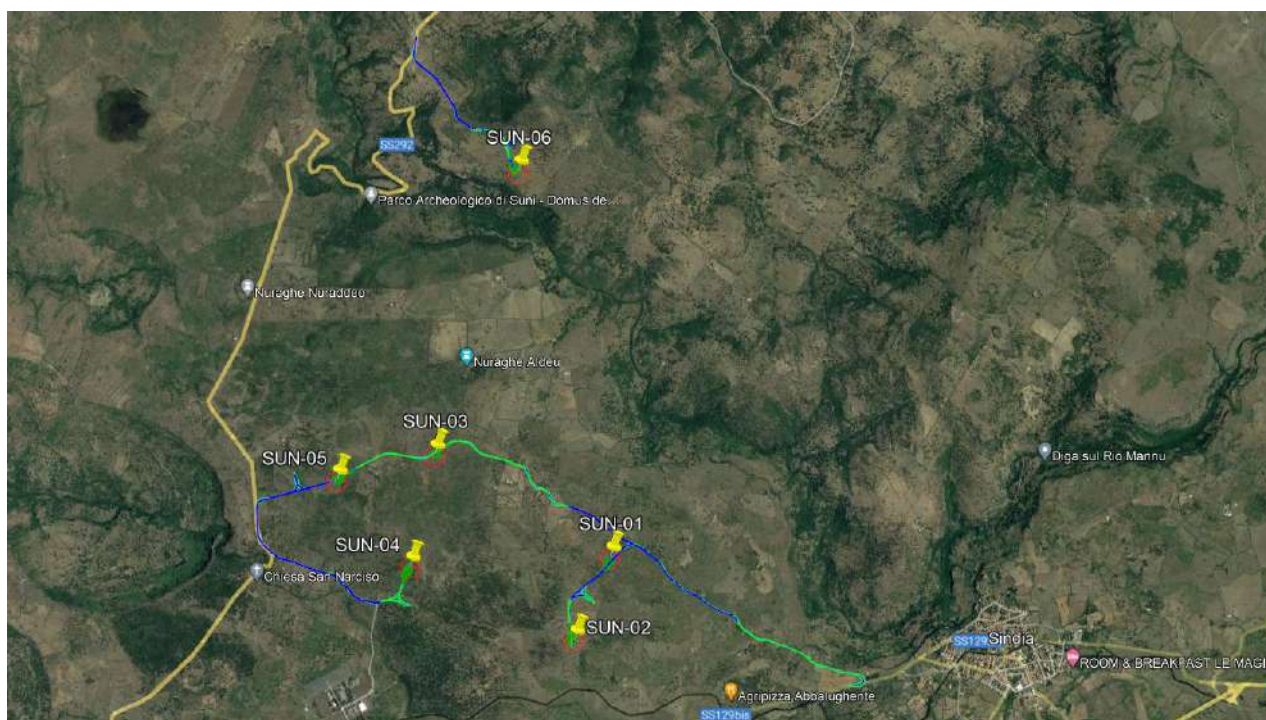 SUN-06
SS292
Parco Archeologico di Suni - Domus de...
Nuraghe Nuraddeo
Nuraghe Aideu
SUN-03
SUN-05
Diga sul Rio Mannu
SUN-01
SUN-04
Chiesa San Narciso
SUN-02
SS129
Sindia
ROOM & BREAKFAST LE MAGI
Agripizza Abbalughente
SS129bis